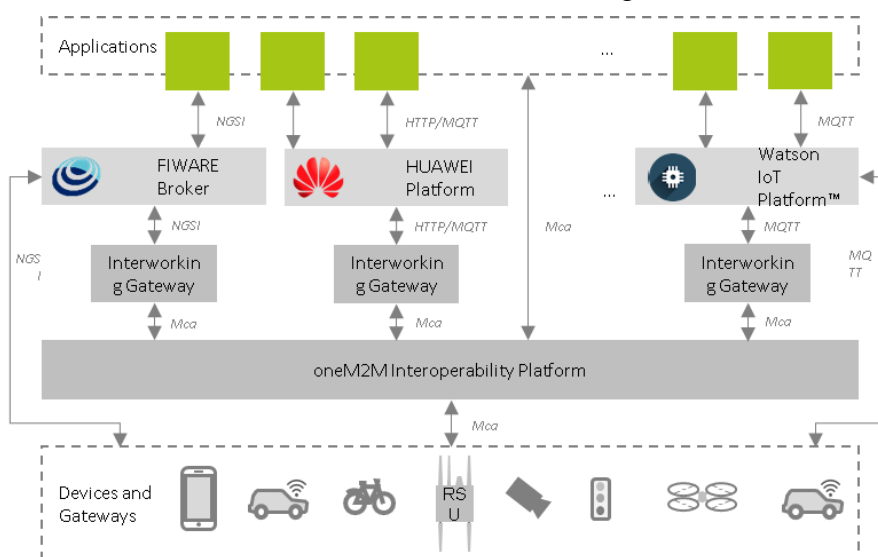 Applications
...
NGSI
HTTP/MQTT
MQTT
FIWARE
Broker
HUAWEI
Platform
Watson
IoT
Platform™
...
NGSI
HTTP/MQTT
Mca
MQTT
NGS
I
MQ
TT
Interworkin
g Gateway
Interworkin
g Gateway
Interworkin
g Gateway
Mca
Mca
Mca
oneM2M Interoperability Platform
Mca
Devices and
Gateways
RS
U